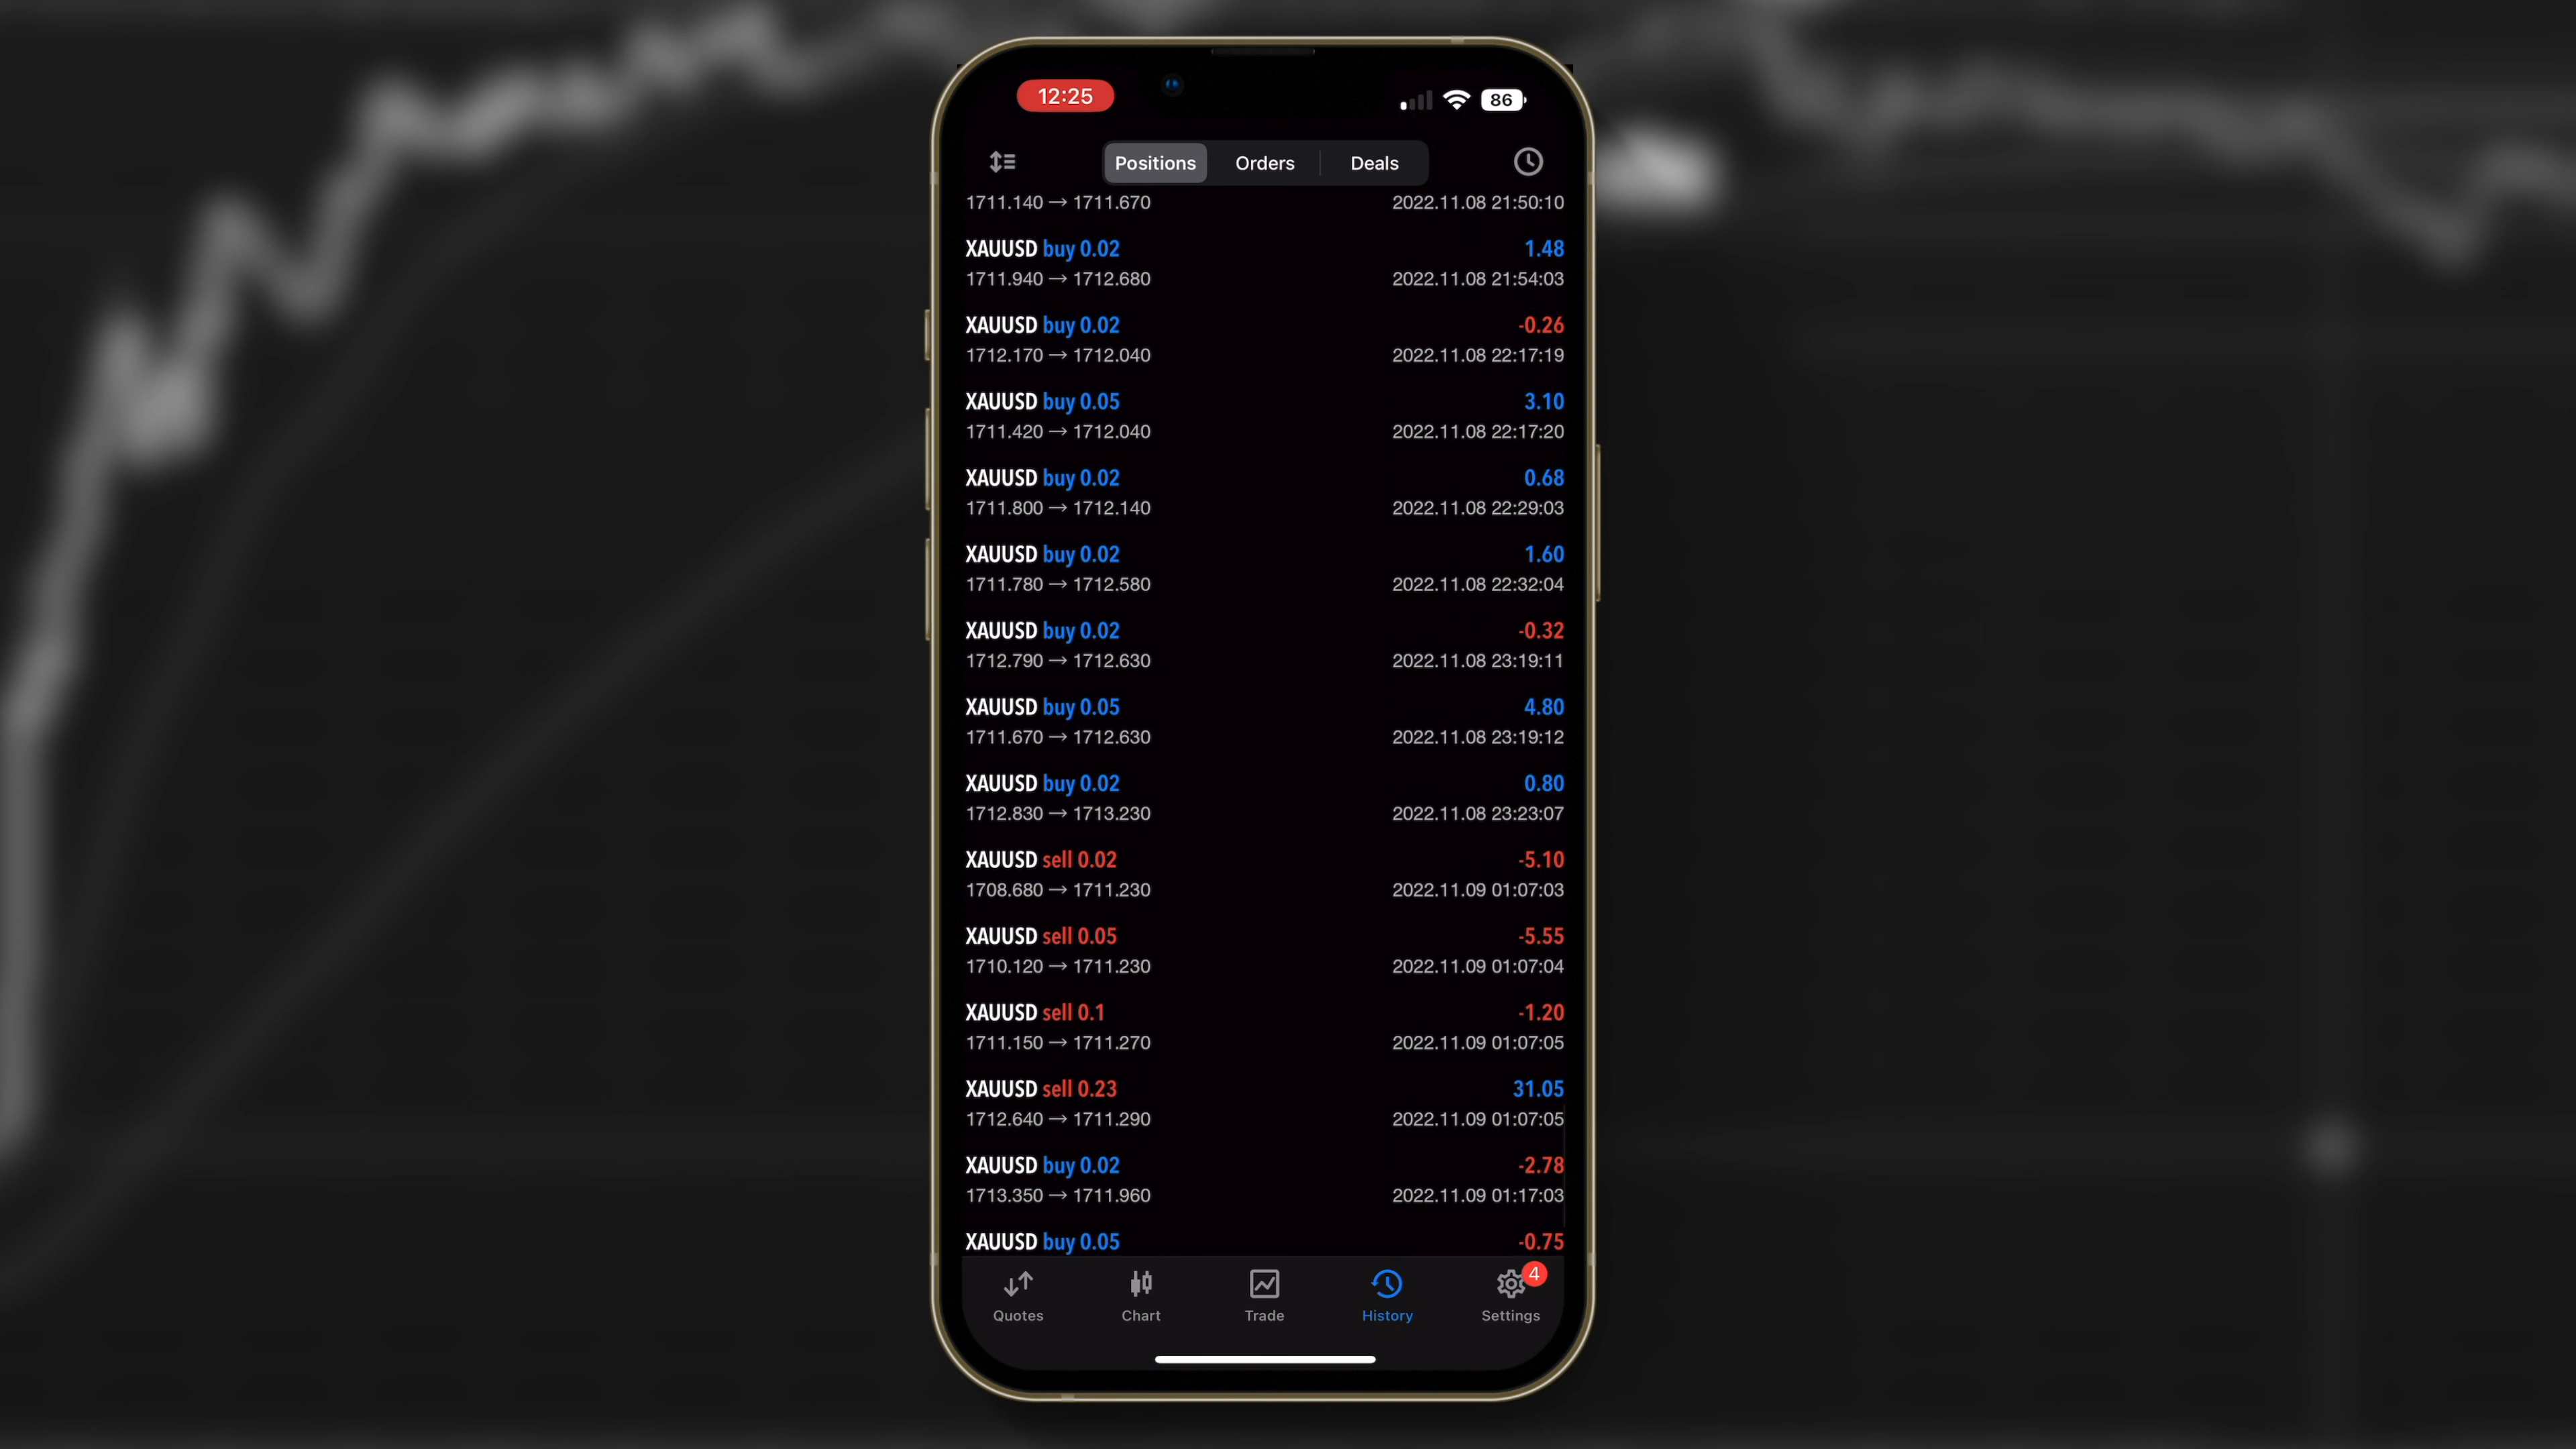 12:25
86
Positions Orders Deals
1711.140 → 1711.670 2022.11.08 21:50:10
XAUUSD buy 0.02 1.48
1711.940 → 1712.680 2022.11.08 21:54:03
XAUUSD buy 0.02 -0.26
1712.170 → 1712.040 2022.11.08 22:17:19
XAUUSD buy 0.05 3.10
1711.420 → 1712.040 2022.11.08 22:17:20
XAUUSD buy 0.02 0.68
1711.800 → 1712.140 2022.11.08 22:29:03
XAUUSD buy 0.02 1.60
1711.780 → 1712.580 2022.11.08 22:32:04
XAUUSD buy 0.02 -0.32
1712.790 → 1712.630 2022.11.08 23:19:11
XAUUSD buy 0.05 4.80
1711.670 → 1712.630 2022.11.08 23:19:12
XAUUSD buy 0.02 0.80
1712.830 → 1713.230 2022.11.08 23:23:07
XAUUSD sell 0.02 -5.10
1708.680 → 1711.230 2022.11.09 01:07:03
XAUUSD sell 0.05 -5.55
1710.120 → 1711.230 2022.11.09 01:07:04
XAUUSD sell 0.1 -1.20
1711.150 → 1711.270 2022.11.09 01:07:05
XAUUSD sell 0.23 31.05
1712.640 → 1711.290 2022.11.09 01:07:05
XAUUSD buy 0.02 -2.78
1713.350 → 1711.960 2022.11.09 01:17:03
XAUUSD buy 0.05 -0.75
4
Quotes Chart Trade History Settings